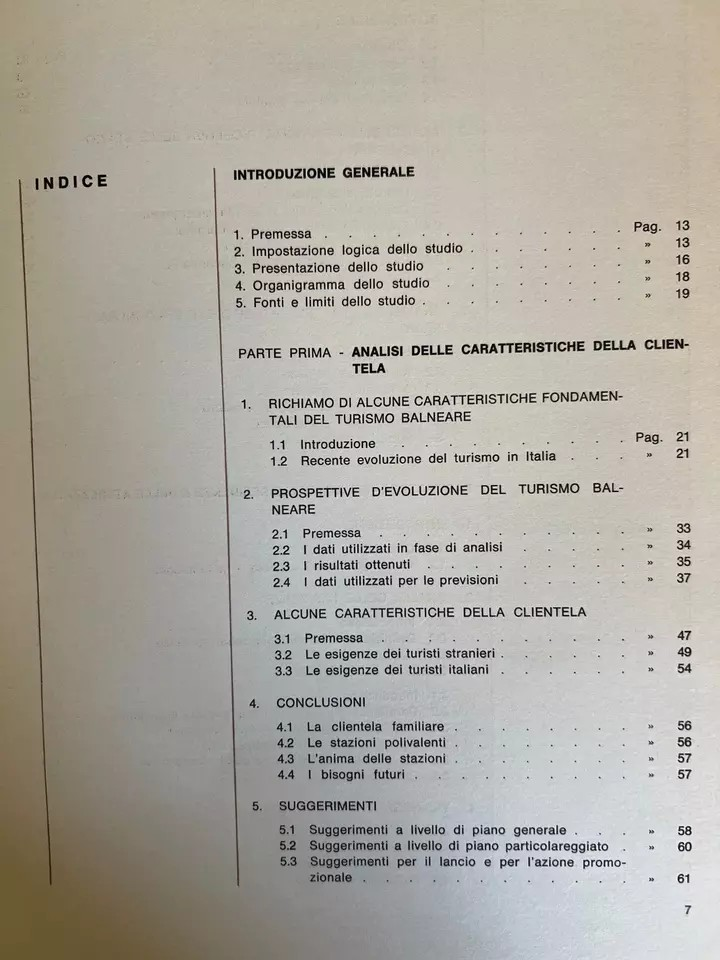 INDICE
INTRODUZIONE GENERALE
1. Premessa . . . . . . . . . . . . . Pag. 13
2. Impostazione logica dello studio . . . . . . . » 13
3. Presentazione dello studio . . . . . . . . » 16
4. Organigramma dello studio . . . . . . . . » 18
5. Fonti e limiti dello studio . . . . . . . . . » 19
PARTE PRIMA - ANALISI DELLE CARATTERISTICHE DELLA CLIEN-
TELA
1. RICHIAMO DI ALCUNE CARATTERISTICHE FONDAMEN-
TALI DEL TURISMO BALNEARE
1.1 Introduzione . . . . . . . . . . Pag. 21
1.2 Recente evoluzione del turismo in Italia . . . » 21
2. PROSPETTIVE D'EVOLUZIONE DEL TURISMO BAL-
NEARE
2.1 Premessa . . . . . . . . . . . » 33
2.2 I dati utilizzati in fase di analisi . . . . . » 34
2.3 I risultati ottenuti . . . . . . . . . » 35
2.4 I dati utilizzati per le previsioni . . . . . » 37
3. ALCUNE CARATTERISTICHE DELLA CLIENTELA
3.1 Premessa . . . . . . . . . . . » 47
3.2 Le esigenze dei turisti stranieri . . . . . . » 49
3.3 Le esigenze dei turisti italiani . . . . . . » 54
4. CONCLUSIONI
4.1 La clientela familiare . . . . . . . . » 56
4.2 Le stazioni polivalenti . . . . . . . . » 56
4.3 L'anima delle stazioni . . . . . . . . » 57
4.4 I bisogni futuri . . . . . . . . . . » 57
5. SUGGERIMENTI
5.1 Suggerimenti a livello di piano generale . . . » 58
5.2 Suggerimenti a livello di piano particolareggiato . » 60
5.3 Suggerimenti per il lancio e per l'azione promo-
zionale . . . . . . . . . . . . » 61
7